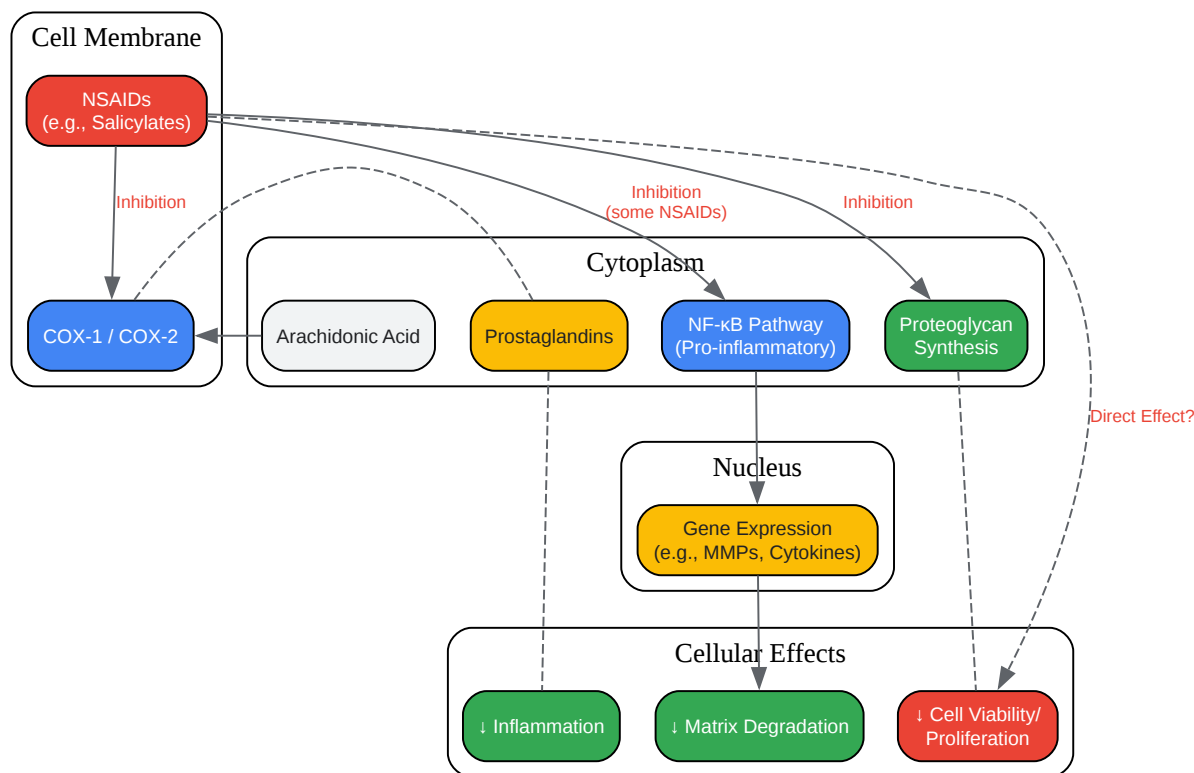 Cell Membrane
NSAIDs
(e.g., Salicylates)
Inhibition
Inhibition
(some NSAIDs)
Inhibition
Cytoplasm
COX-1 / COX-2
Arachidonic Acid
Prostaglandins
NF-κB Pathway
(Pro-inflammatory)
Proteoglycan
Synthesis
Direct Effect?
Nucleus
Gene Expression
(e.g., MMPs, Cytokines)
Cellular Effects
↓ Inflammation
↓ Matrix Degradation
↓ Cell Viability/
Proliferation